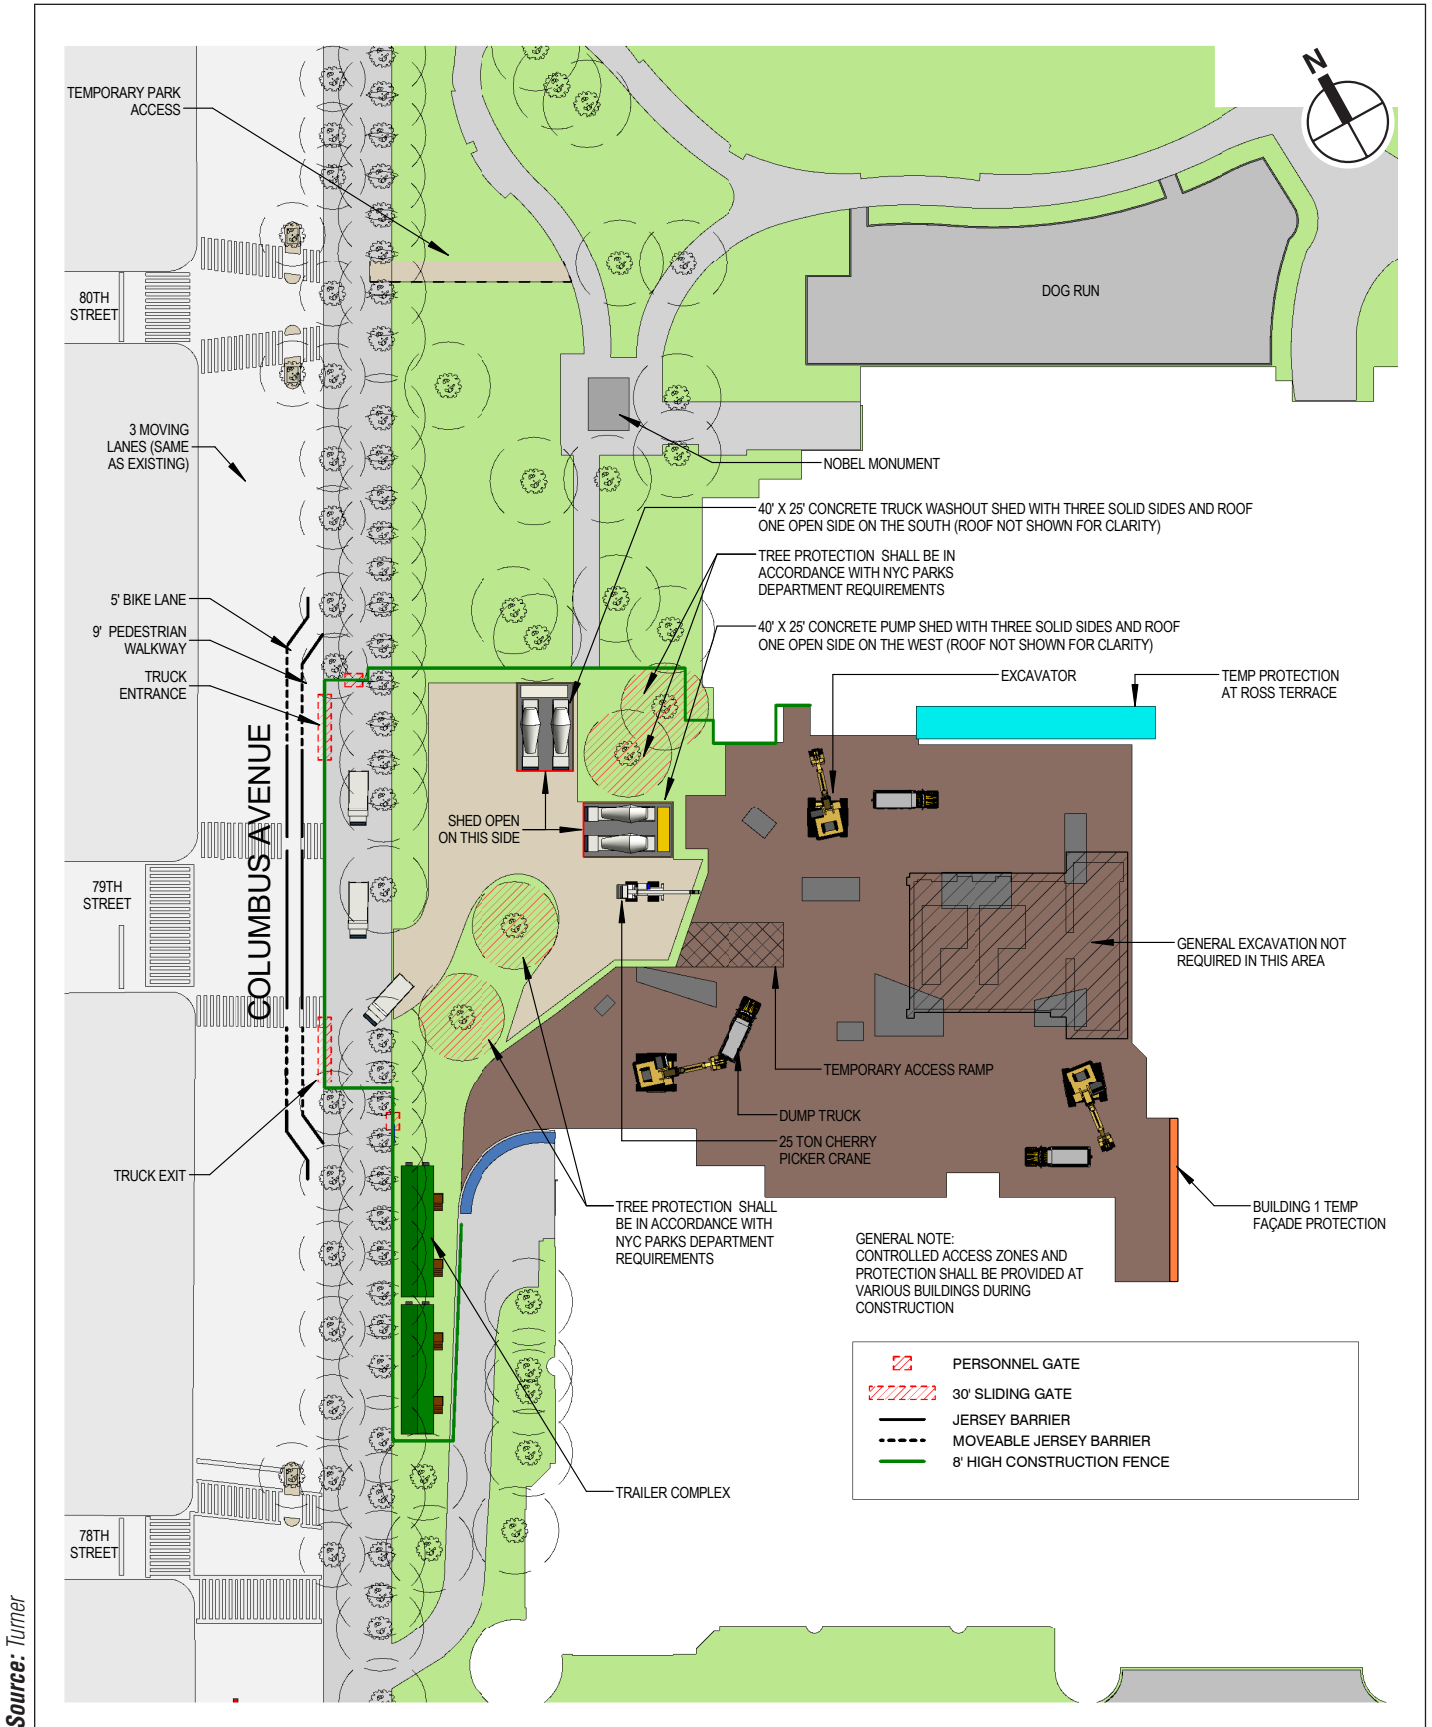 N
TEMPORARY PARK
ACCESS
80TH
STREET
DOG RUN
3 MOVING
LANES (SAME
AS EXISTING)
NOBEL MONUMENT
40' X 25' CONCRETE TRUCK WASHOUT SHED WITH THREE SOLID SIDES AND ROOF
ONE OPEN SIDE ON THE SOUTH (ROOF NOT SHOWN FOR CLARITY)
TREE PROTECTION SHALL BE IN
ACCORDANCE WITH NYC PARKS
DEPARTMENT REQUIREMENTS
5' BIKE LANE
9' PEDESTRIAN
WALKWAY
40' X 25' CONCRETE PUMP SHED WITH THREE SOLID SIDES AND ROOF
ONE OPEN SIDE ON THE WEST (ROOF NOT SHOWN FOR CLARITY)
TRUCK
ENTRANCE
EXCAVATOR
TEMP PROTECTION
AT ROSS TERRACE
COLUMBUS AVENUE
SHED OPEN
ON THIS SIDE
79TH
STREET
GENERAL EXCAVATION NOT
REQUIRED IN THIS AREA
TEMPORARY ACCESS RAMP
DUMP TRUCK
25 TON CHERRY
PICKER CRANE
TRUCK EXIT
TREE PROTECTION SHALL
BE IN ACCORDANCE WITH
NYC PARKS DEPARTMENT
REQUIREMENTS
BUILDING 1 TEMP
FAÇADE PROTECTION
GENERAL NOTE:
CONTROLLED ACCESS ZONES AND
PROTECTION SHALL BE PROVIDED AT
VARIOUS BUILDINGS DURING
CONSTRUCTION
PERSONNEL GATE
30' SLIDING GATE
JERSEY BARRIER
MOVEABLE JERSEY BARRIER
8' HIGH CONSTRUCTION FENCE
TRAILER COMPLEX
78TH
STREET
Source: Turner